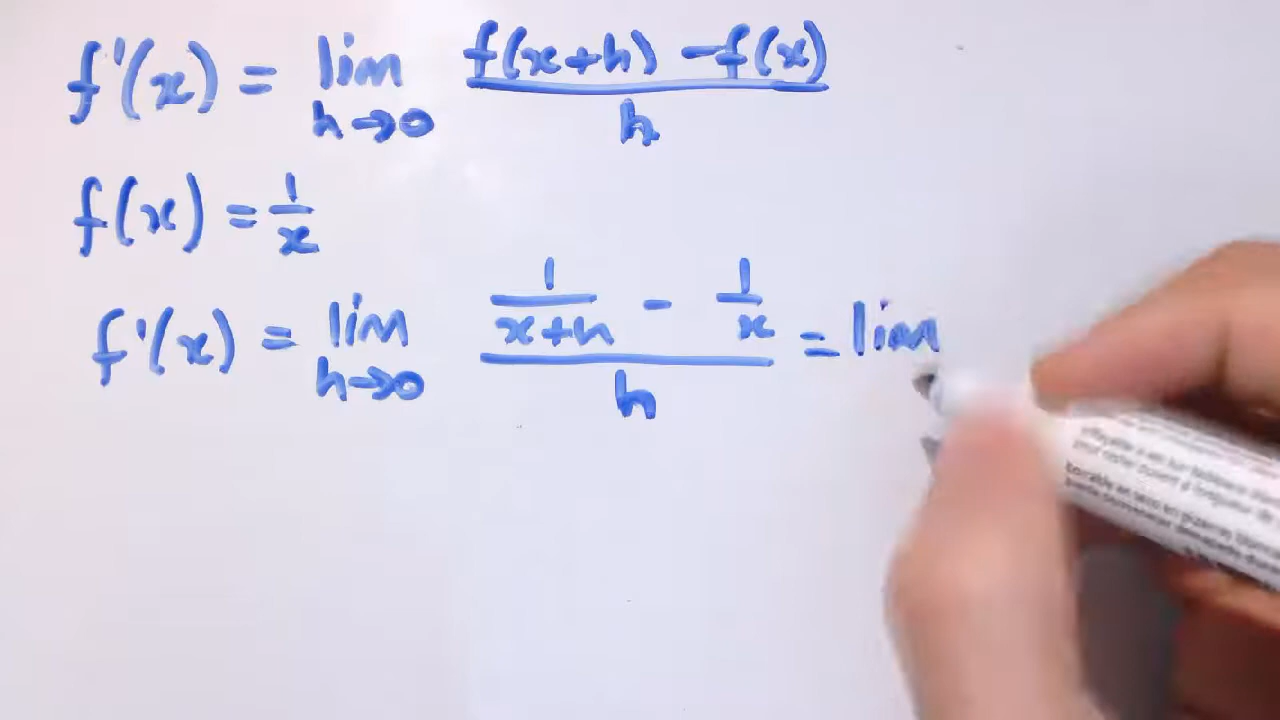 f'(x) = lim h→0 f(x+h) - f(x) / h
f(x) = 1/x
f'(x) = lim h→0 1/x+h - 1/x / h = lim